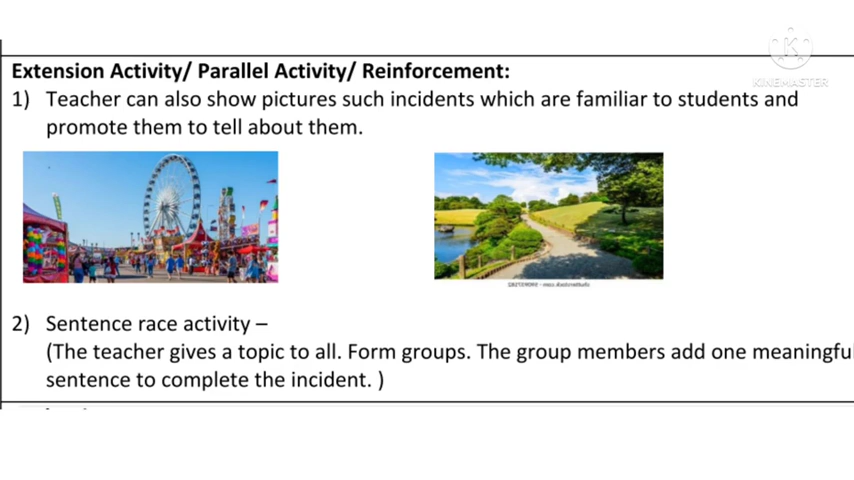 KINEMASTER
Extension Activity/ Parallel Activity/ Reinforcement:
1) Teacher can also show pictures such incidents which are familiar to students and
promote them to tell about them.
2) Sentence race activity –
(The teacher gives a topic to all. Form groups. The group members add one meaningful
sentence to complete the incident. )